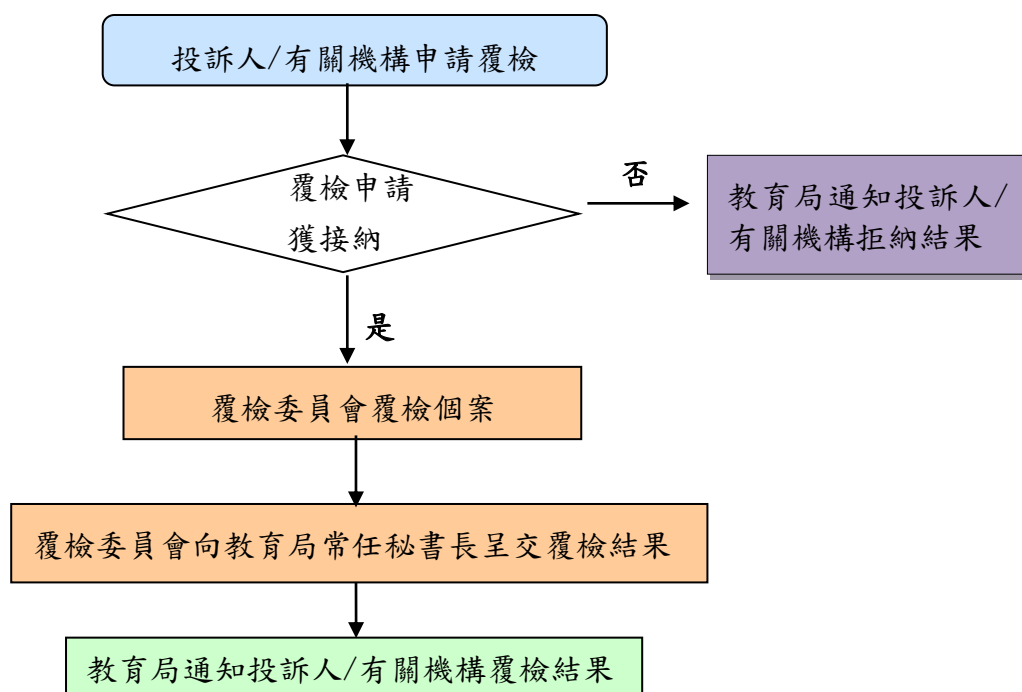 投訴人/有關機構申請覆檢
覆檢申請
獲接納
否
教育局通知投訴人/
有關機構拒納結果
是
覆檢委員會覆檢個案
覆檢委員會向教育局常任秘書長呈交覆檢結果
教育局通知投訴人/有關機構覆檢結果